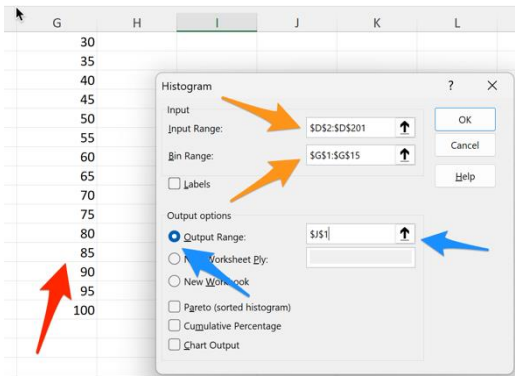 G H I J K L
30
35
40
45
50
55
60
65
70
75
80
85
90
95
100
Histogram ? ×
Input
Input Range: $D$2:$D$201
Bin Range: $G$1:$G$15
Labels
OK
Cancel
Help
Output options
Output Range: $J$1
Worksheet Ply:
New
Pareto (sorted histogram)
Cumulative Percentage
Chart Output